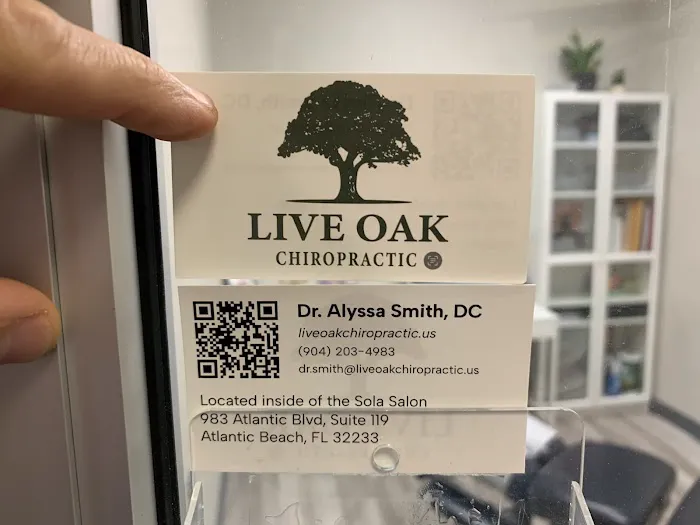 LIVE OAK
CHIROPRACTIC
Dr. Alyssa Smith, DC
liveoakchiropractic.us
(904) 203-4983
dr.smith@liveoakchiropractic.us
Located inside of the Sola Salon
983 Atlantic Blvd, Suite 119
Atlantic Beach, FL 32233